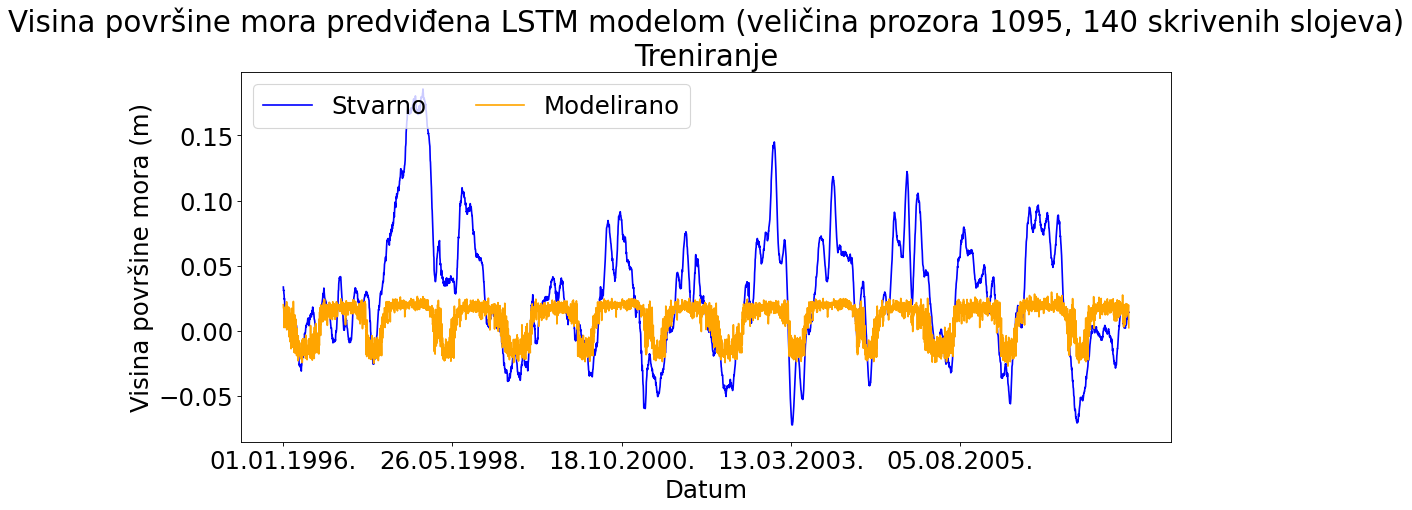 Visina površine mora predviđena LSTM modelom (veličina prozora 1095, 140 skrivenih slojeva)
Treniranje
Stvarno Modelirano
Visina površine mora (m)
0.15
0.10
0.05
0.00
−0.05
01.01.1996. 26.05.1998. 18.10.2000. 13.03.2003. 05.08.2005.
Datum